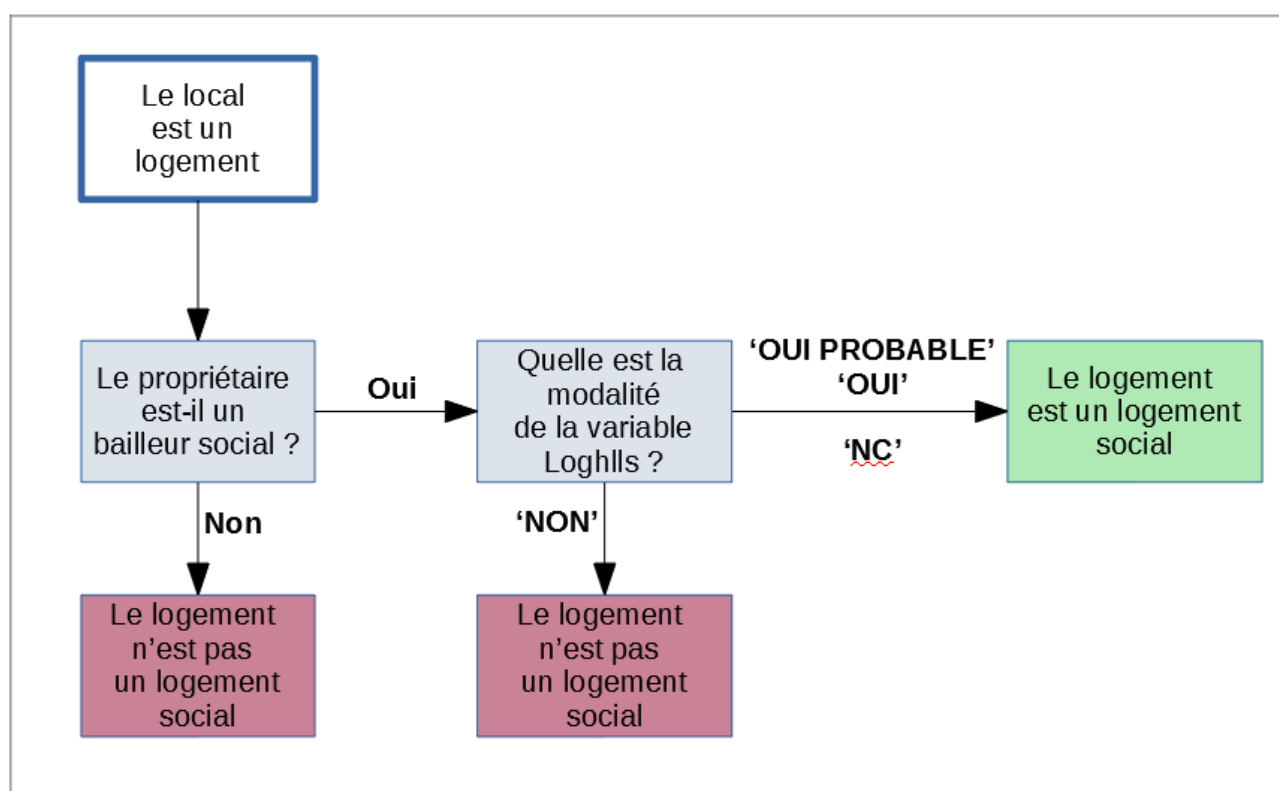 Le local
est un
logement
Le propriétaire
est-il un
bailleur social ?
Oui
Quelle est la
modalité
de la variable
Loghlls ?
‘OUI PROBABLE’
‘OUI’
‘NC’
Le logement
est un logement
social
Non
‘NON’
Le logement
n’est pas
un logement
social
Le logement
n’est pas
un logement
social